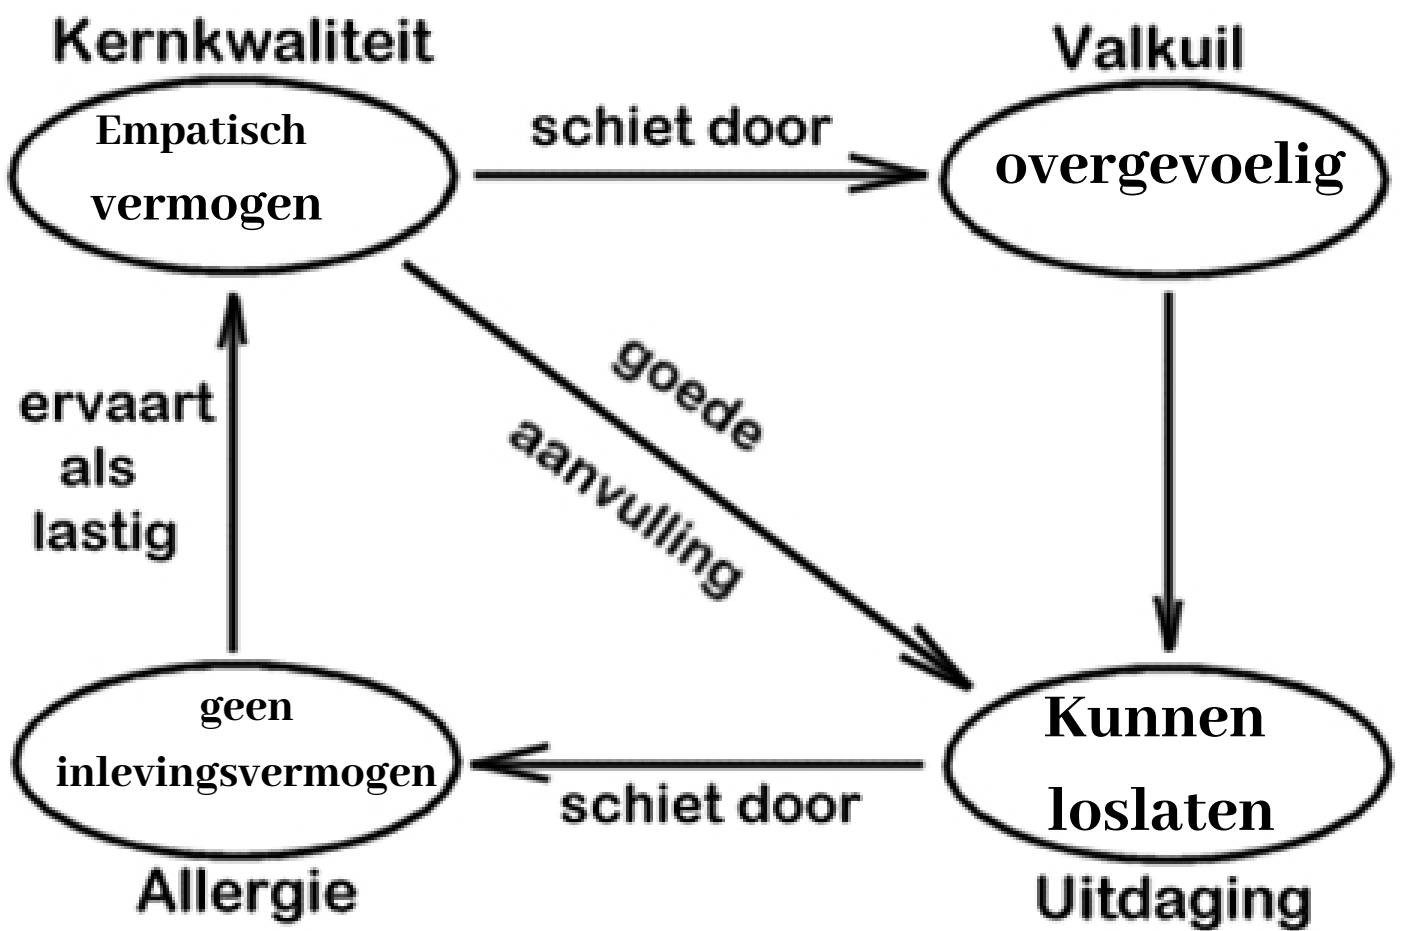 Kernkwaliteit
Empatisch
vermogen
schiet door
Valkuil
overgevoelig
ervaart
als
lastig
goede
aanvulling
geen
inlevingsvermogen
Allergie
schiet door
Kunnen
loslaten
Uitdaging